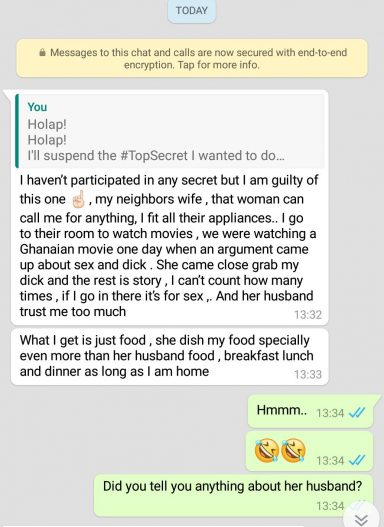 TODAY
Messages to this chat and calls are now secured with end-to-end
encryption. Tap for more info.
You
Holap!
Holap!
I'll suspend the #TopSecret I wanted to do...
I haven't participated in any secret but I am guilty of
this one ☝🏻 , my neighbors wife , that woman can
call me for anything, I fit all their appliances.. I go
to their room to watch movies , we were watching a
Ghanaian movie one day when an argument came
up about sex and dick . She came close grab my
dick and the rest is story , I can't count how many
times , if I go in there it's for sex ,. And her husband
trust me too much
13:32
What I get is just food , she dish my food specially
even more than her husband food , breakfast lunch
and dinner as long as I am home
13:33
Hmmm.. 13:34
🤣🤣 13:34
Did you tell you anything about her husband?
13:34